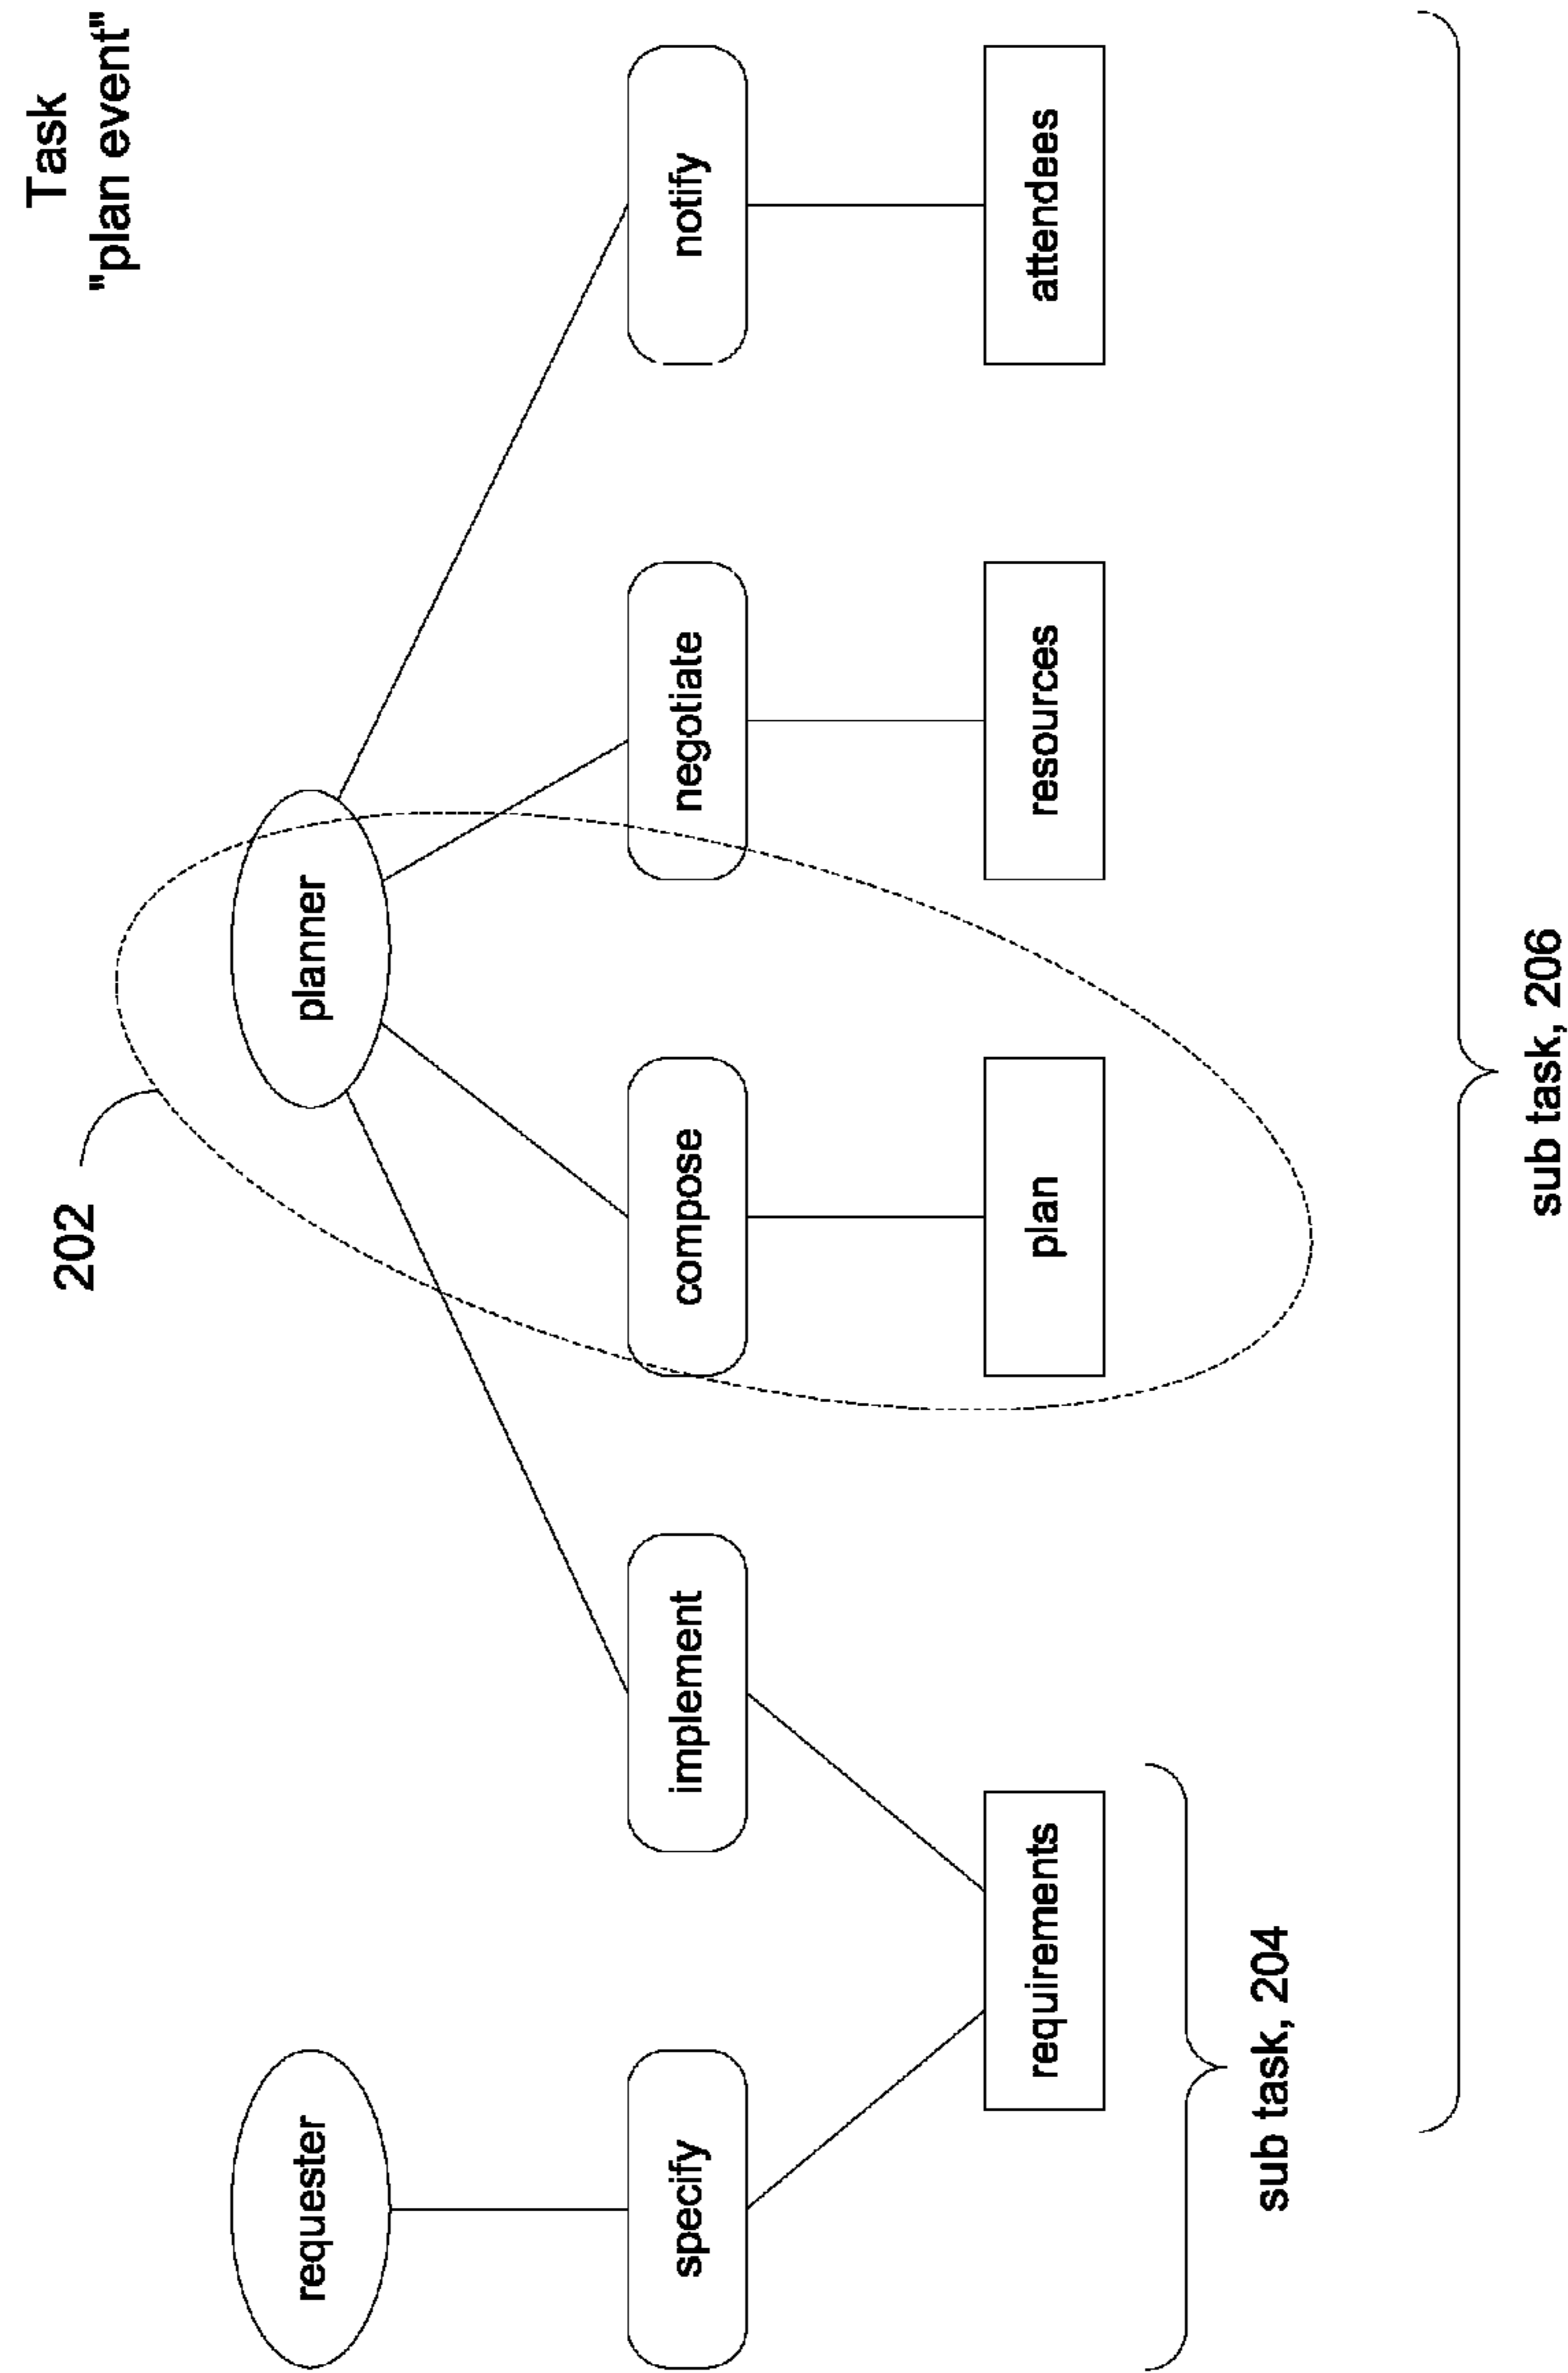 Task
"plan event"
202
requester
planner
specify
implement
compose
negotiate
notify
requirements
plan
resources
attendees
sub task, 204
sub task, 206